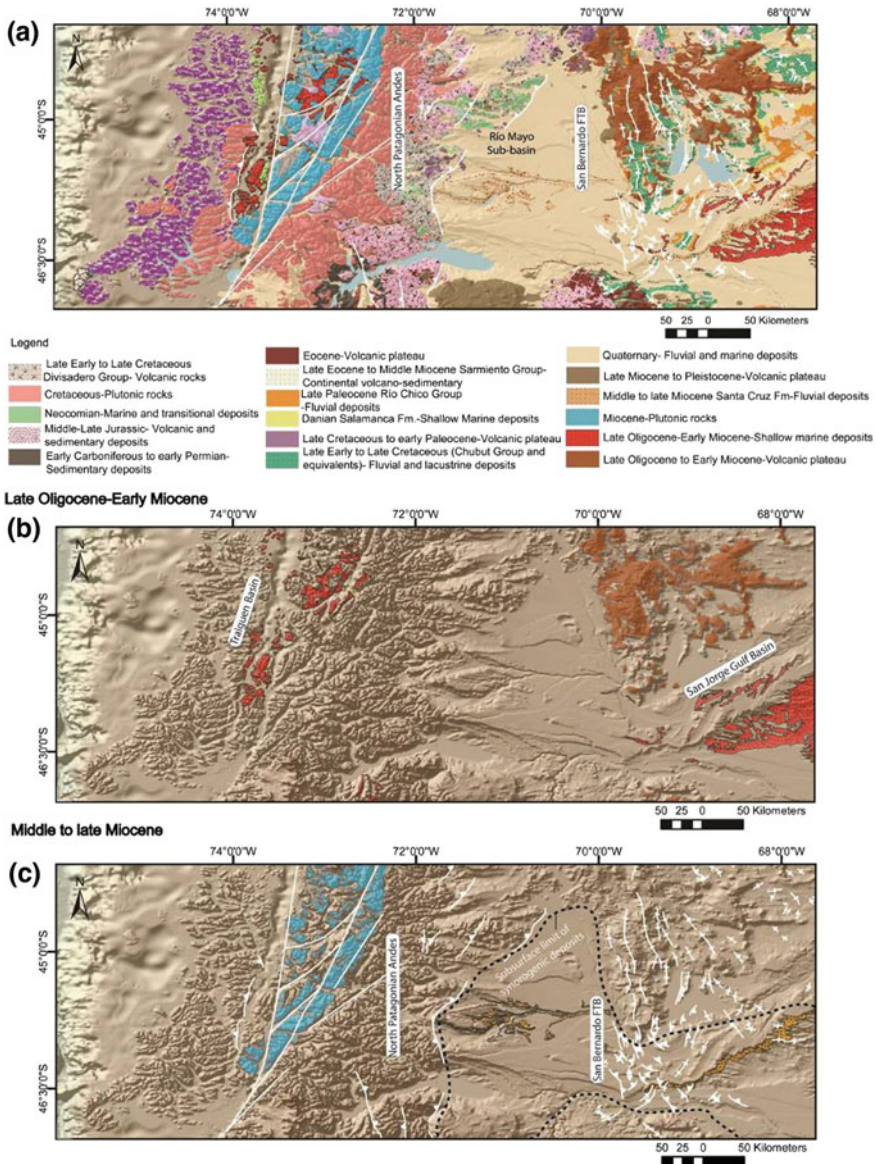 (a)
74°0'0"W
72°0'0"W
70°0'0"W
68°0'0"W
N
45°0'0"S
46°30'0"S
North Patagonian Andes
Río Mayo
Sub-basin
San Bernardo FTB
50 25 0 50 Kilometers
Legend
Late Early to Late Cretaceous
Divisadero Group- Volcanic rocks
Cretaceous-Plutonic rocks
Neocomian-Marine and transitional deposits
Middle-Late Jurassic- Volcanic and
sedimentary deposits
Early Carboniferous to early Permian-
Sedimentary deposits
Eocene-Volcanic plateau
Late Eocene to Middle Miocene Sarmiento Group-
Continental volcano-sedimentary
Late Paleocene Río Chico Group
-Fluvial deposits
Danian Salamanca Fm.-Shallow Marine deposits
Late Cretaceous to early Paleocene-Volcanic plateau
Late Early to Late Cretaceous (Chubut Group and
equivalents)- Fluvial and lacustrine deposits
Quaternary- Fluvial and marine deposits
Late Miocene to Pleistocene-Volcanic plateau
Middle to late Miocene Santa Cruz Fm-Fluvial
deposits
Miocene-Plutonic rocks
Late Oligocene-Early Miocene-Shallow marine deposits
Late Oligocene to Early Miocene-Volcanic plateau
Late Oligocene-Early Miocene
(b)
74°0'0"W
72°0'0"W
70°0'0"W
68°0'0"W
N
45°0'0"S
46°30'0"S
Traiguen Basin
San Jorge Gulf Basin
50 25 0 50 Kilometers
Middle to late Miocene
(c)
74°0'0"W
72°0'0"W
70°0'0"W
68°0'0"W
N
45°0'0"S
46°30'0"S
North Patagonian Andes
Subsurface limit of
synorogenic deposits
San Bernardo FTB
50 25 0 50 Kilometers